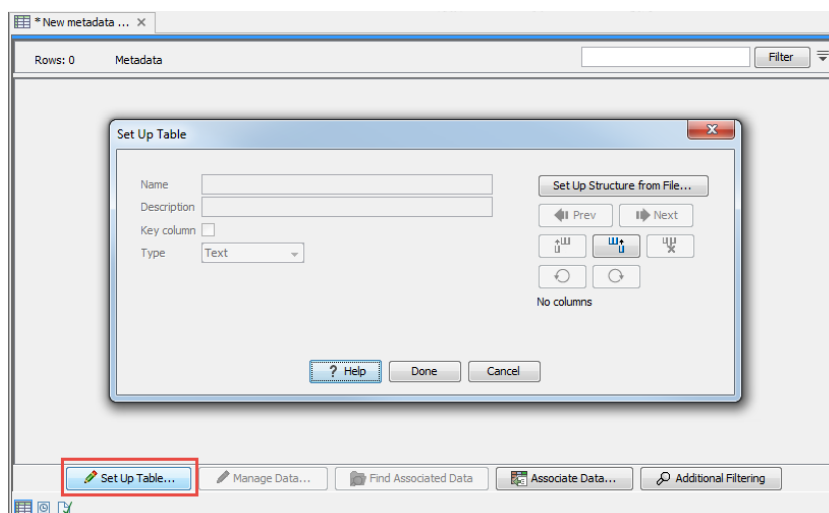 * New metadata ...
Rows: 0 Metadata Filter
Set Up Table
Name
Set Up Structure from File...
Description
Prev Next
Key column
Type Text
No columns
? Help Done Cancel
Set Up Table... Manage Data... Find Associated Data Associate Data... Additional Filtering